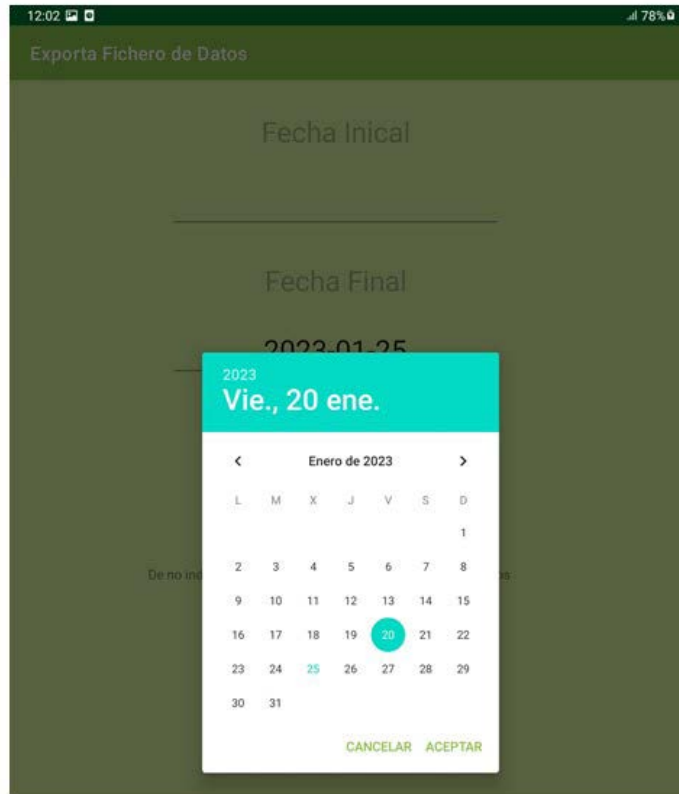 12:02 78%
Exporta Fichero de Datos
Fecha Inical
Fecha Final
2023-01-25
2023
Vie., 20 ene.
Enero de 2023
L M X J V S D
1
2 3 4 5 6 7 8
9 10 11 12 13 14 15
16 17 18 19 20 21 22
23 24 25 26 27 28 29
30 31
De no
CANCELAR ACEPTAR